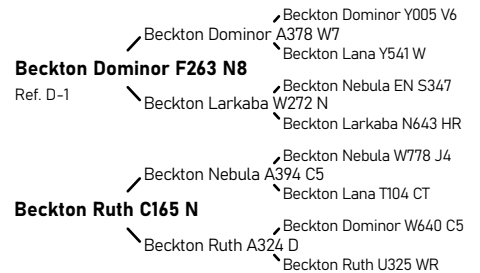 Beckton Dominor Y005 V6
Beckton Dominor A378 W7
Beckton Lana Y541 W
Beckton Dominor F263 N8
Ref. D-1
Beckton Nebula EN S347
Beckton Larkaba W272 N
Beckton Larkaba N643 HR
Beckton Nebula W778 J4
Beckton Nebula A394 C5
Beckton Lana T104 CT
Beckton Ruth C165 N
Beckton Dominor W640 C5
Beckton Ruth A324 D
Beckton Ruth U325 WR